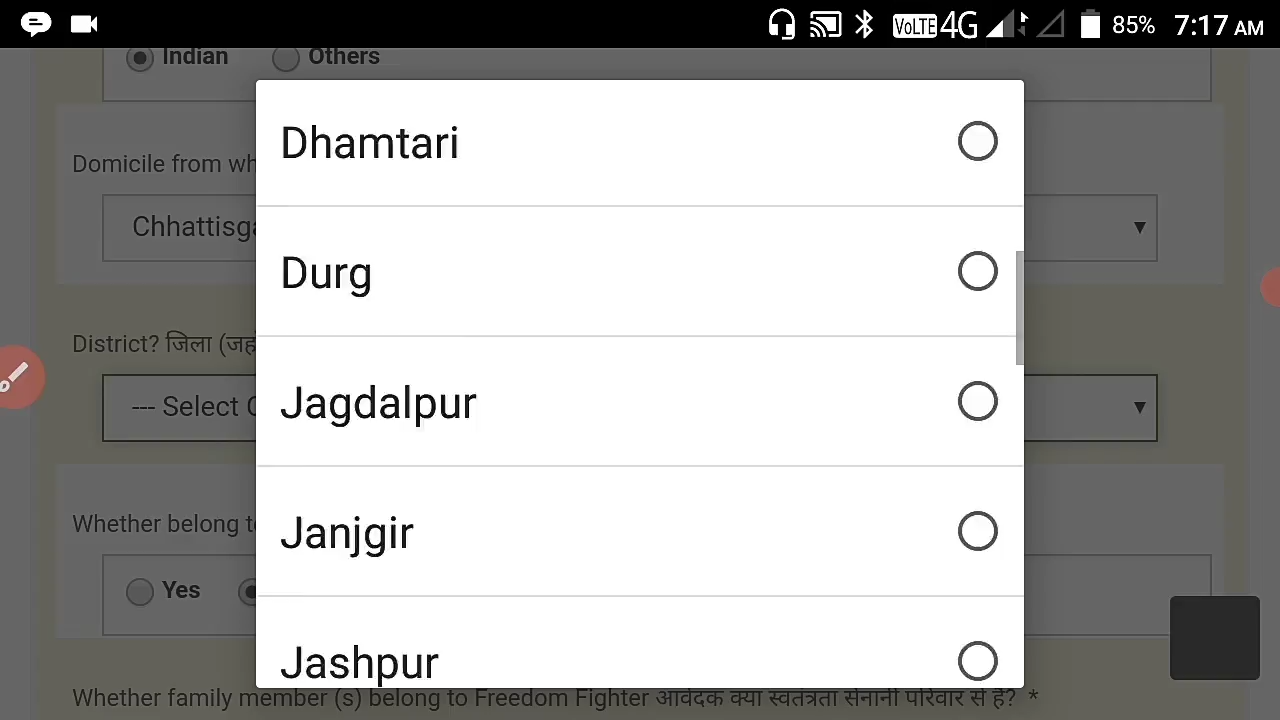 VoLTE 4G 85% 7:17 AM
Indian Others
Dhamtari
Domicile from wh
Chhattisga
Durg
District? जिला (जह
--- Select
Jagdalpur
Whether belong t
Janjgir
Yes
Jashpur
Whether family member (s) belong to Freedom Fighter आवेदक क्या स्वतंत्रता सेनानी परिवार से है? *